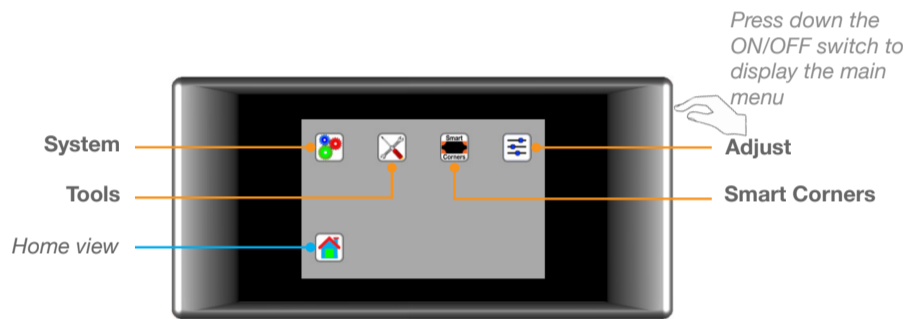 Press down the
ON/OFF switch to
display the main
menu
System
Smart
Corners
Adjust
Tools
Smart Corners
Home view